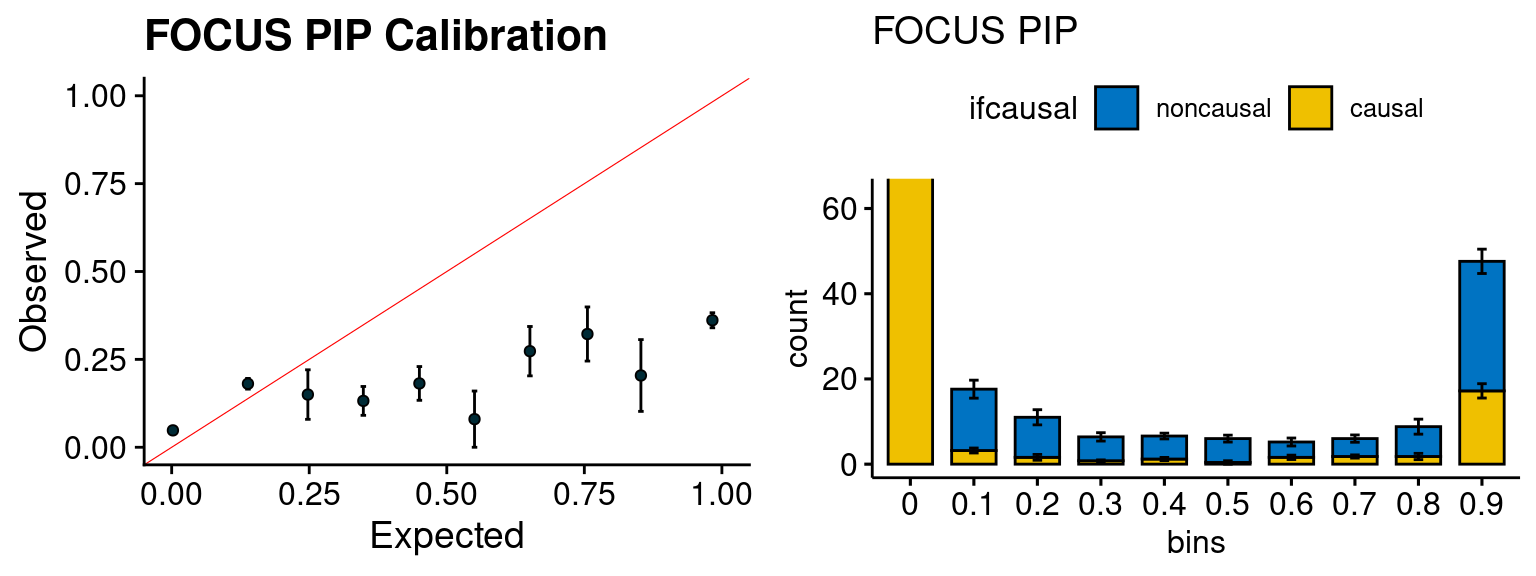 FOCUS PIP Calibration
1.00
0.75
0.50
0.25
0.00
Observed
0.00 0.25 0.50 0.75 1.00
Expected
FOCUS PIP
ifcausal noncausal causal
60
40
20
0
count
0 0.1 0.2 0.3 0.4 0.5 0.6 0.7 0.8 0.9
bins